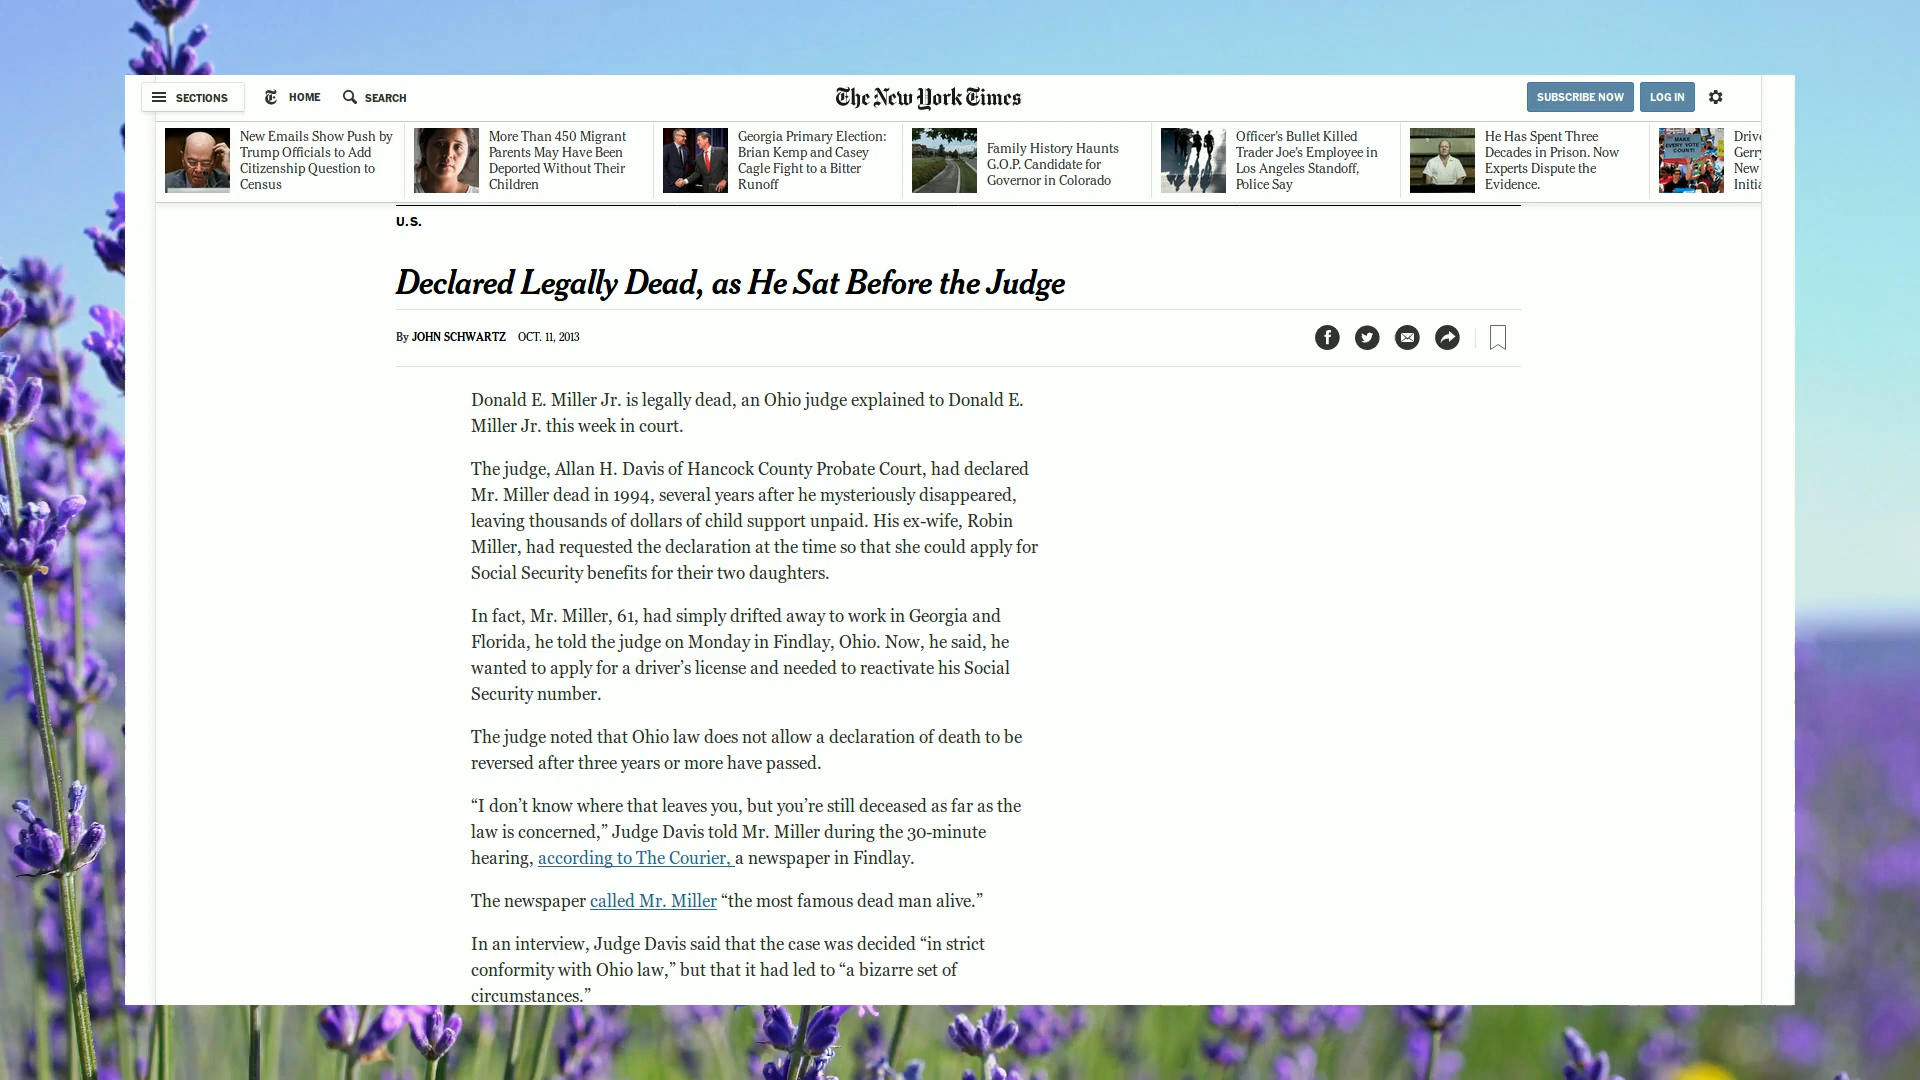 SECTIONS
HOME
SEARCH
The New York Times
SUBSCRIBE NOW
LOG IN
New Emails Show Push by
Trump Officials to Add
Citizenship Question to
Census
More Than 450 Migrant
Parents May Have Been
Deported Without Their
Children
Georgia Primary Election:
Brian Kemp and Casey
Cagle Fight to a Bitter
Runoff
Family History Haunts
G.O.P. Candidate for
Governor in Colorado
Officer’s Bullet Killed
Trader Joe’s Employee in
Los Angeles Standoff,
Police Say
He Has Spent Three
Decades in Prison. Now
Experts Dispute the
Evidence.
MAKE
EVERY VOTE
COUNT!
New
U.S.
Declared Legally Dead, as He Sat Before the Judge
By JOHN SCHWARTZ OCT. 11, 2013
Donald E. Miller Jr. is legally dead, an Ohio judge explained to Donald E.
Miller Jr. this week in court.
The judge, Allan H. Davis of Hancock County Probate Court, had declared
Mr. Miller dead in 1994, several years after he mysteriously disappeared,
leaving thousands of dollars of child support unpaid. His ex-wife, Robin
Miller, had requested the declaration at the time so that she could apply for
Social Security benefits for their two daughters.
In fact, Mr. Miller, 61, had simply drifted away to work in Georgia and
Florida, he told the judge on Monday in Findlay, Ohio. Now, he said, he
wanted to apply for a driver’s license and needed to reactivate his Social
Security number.
The judge noted that Ohio law does not allow a declaration of death to be
reversed after three years or more have passed.
“I don’t know where that leaves you, but you’re still deceased as far as the
law is concerned,” Judge Davis told Mr. Miller during the 30-minute
hearing, according to The Courier, a newspaper in Findlay.
The newspaper called Mr. Miller “the most famous dead man alive.”
In an interview, Judge Davis said that the case was decided “in strict
conformity with Ohio law,” but that it had led to “a bizarre set of
circumstances.”